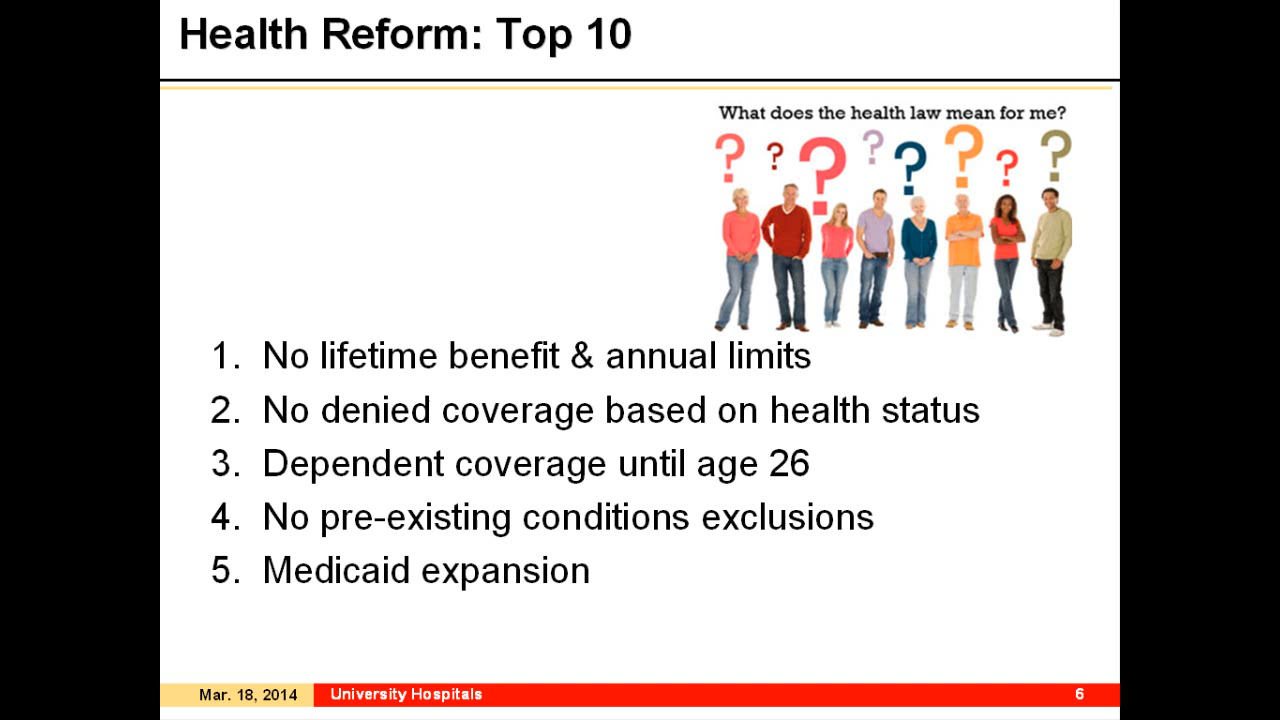 Health Reform: Top 10
What does the health law mean for me?
? ? ? ? ? ? ? ?
1. No lifetime benefit & annual limits
2. No denied coverage based on health status
3. Dependent coverage until age 26
4. No pre-existing conditions exclusions
5. Medicaid expansion
Mar. 18, 2014 University Hospitals 6